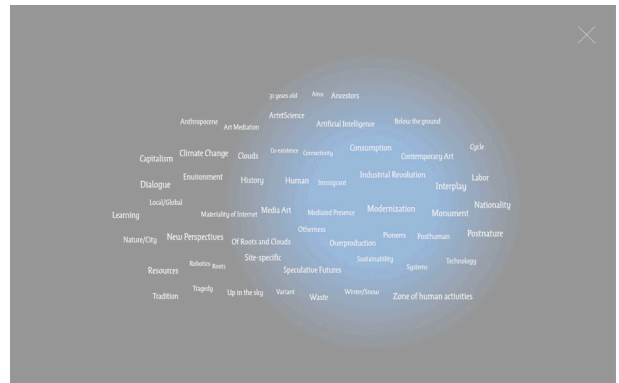 31 years old Ainu Ancestors
ArtetScience
Anthropocene Art Mediation Artificial Intelligence Below the ground
Capitalism Climate Change Clouds Co-existence Connectivity Consumption Contemporary Art Cycle
Dialogue Environment History Human Immigrant Industrial Revolution Interplay Labor
Learning Local/Global Materiality of Internet Media Art Mediated Presence Modernization Monument Nationality
Nature/City New Perspectives Of Roots and Clouds Otherness Overproduction Pioneers Posthuman Postnature
Resources Robotics Roots Site-specific Speculative Futures Sustainability Systems Technology
Tradition Tragedy Up in the sky Variant Waste Winter/Snow Zone of human activities